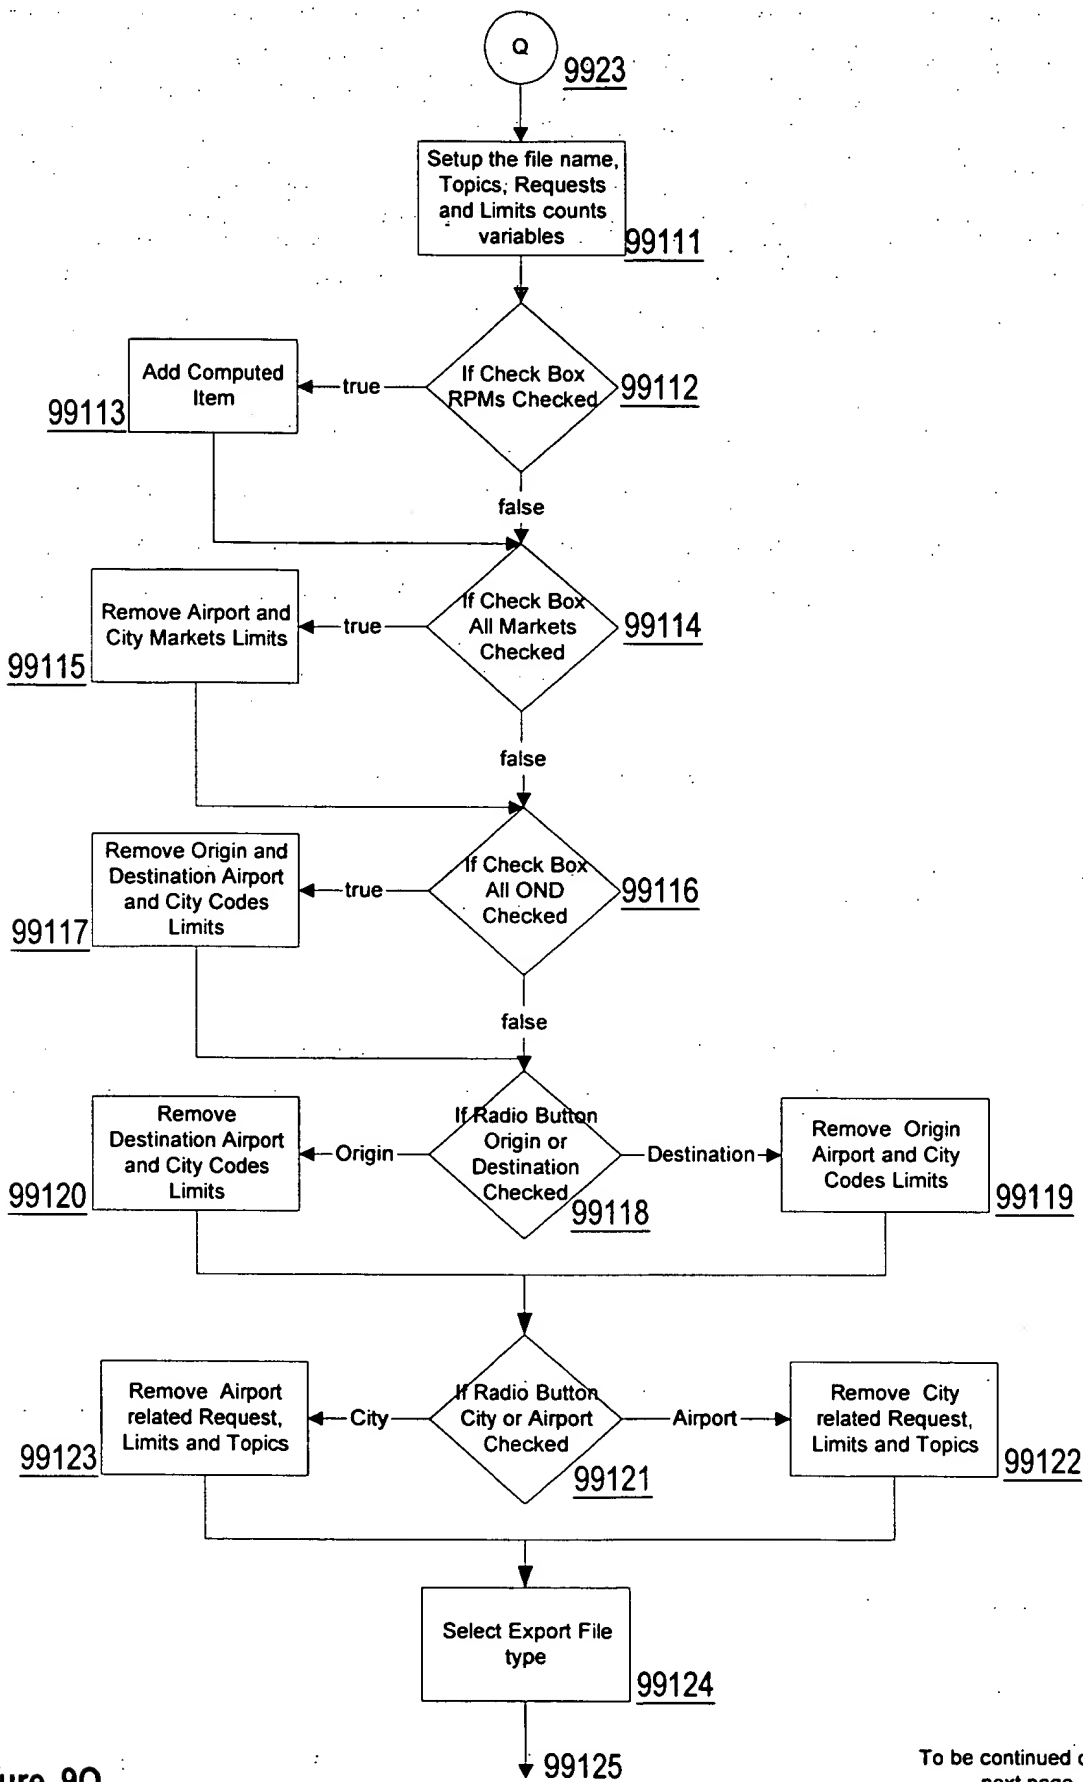 Q
9923
Setup the file name,
Topics, Requests
and Limits counts
variables
99111
If Check Box
RPMs Checked
99112
true
Add Computed
Item
99113
false
If Check Box
All Markets
Checked
99114
true
Remove Airport and
City Markets Limits
99115
false
If Check Box
All OND
Checked
99116
true
Remove Origin and
Destination Airport
and City Codes
Limits
99117
false
If Radio Button
Origin or
Destination
Checked
99118
Origin
Remove
Destination Airport
and City Codes
Limits
99120
Destination
Remove Origin
Airport and City
Codes Limits
99119
If Radio Button
City or Airport
Checked
99121
City
Remove Airport
related Request,
Limits and Topics
99123
Airport
Remove City
related Request,
Limits and Topics
99122
Select Export File
type
99124
99125
To be continued
next page
9Q